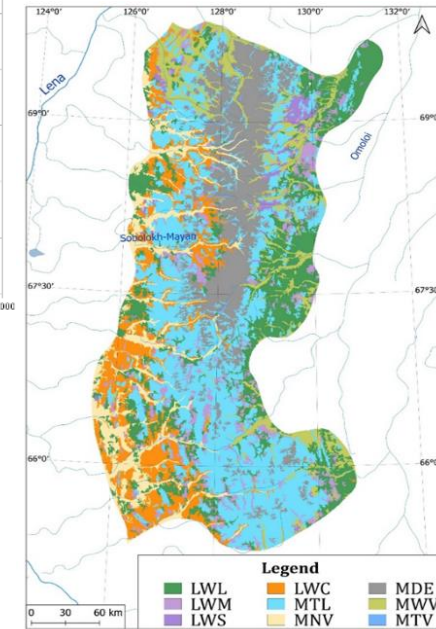 124°0'
126°0'
128°0'
130°0'
132°0'
Lena
69°0'
69°0'
Omoloi
Sobolokh-Mayan
000
67°30'
67°30'
66°0'
66°0'
Legend
LWL LWC MDE
LWM MTL MWV
LWS MNV MTV
0 30 60 km